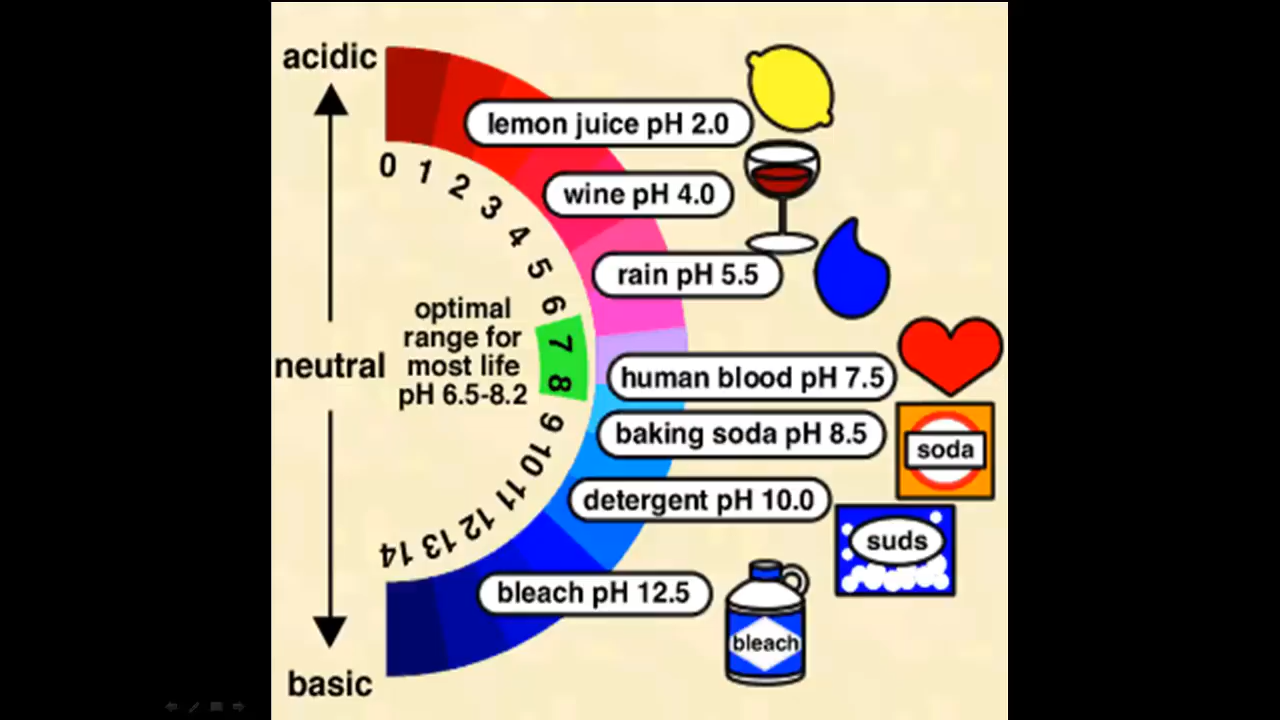 acidic
lemon juice pH 2.0
0
1
2
3
4
5
6
7
8
9
10
11
12
13
14
wine pH 4.0
rain pH 5.5
optimal
range for
most life
pH 6.5-8.2
neutral
human blood pH 7.5
baking soda pH 8.5
soda
detergent pH 10.0
suds
bleach pH 12.5
bleach
basic